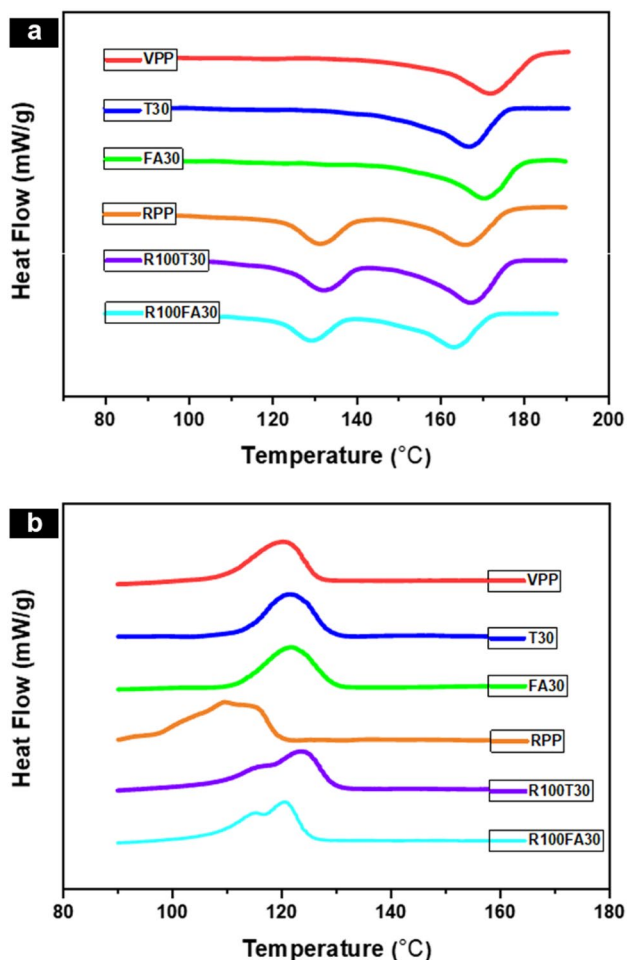 a
VPP
T30
FA30
RPP
R100T30
R100FA30
Heat Flow (mW/g)
80 100 120 140 160 180 200
Temperature (°C)
b
VPP
T30
FA30
RPP
R100T30
R100FA30
Heat Flow (mW/g)
80 100 120 140 160 180
Temperature (°C)